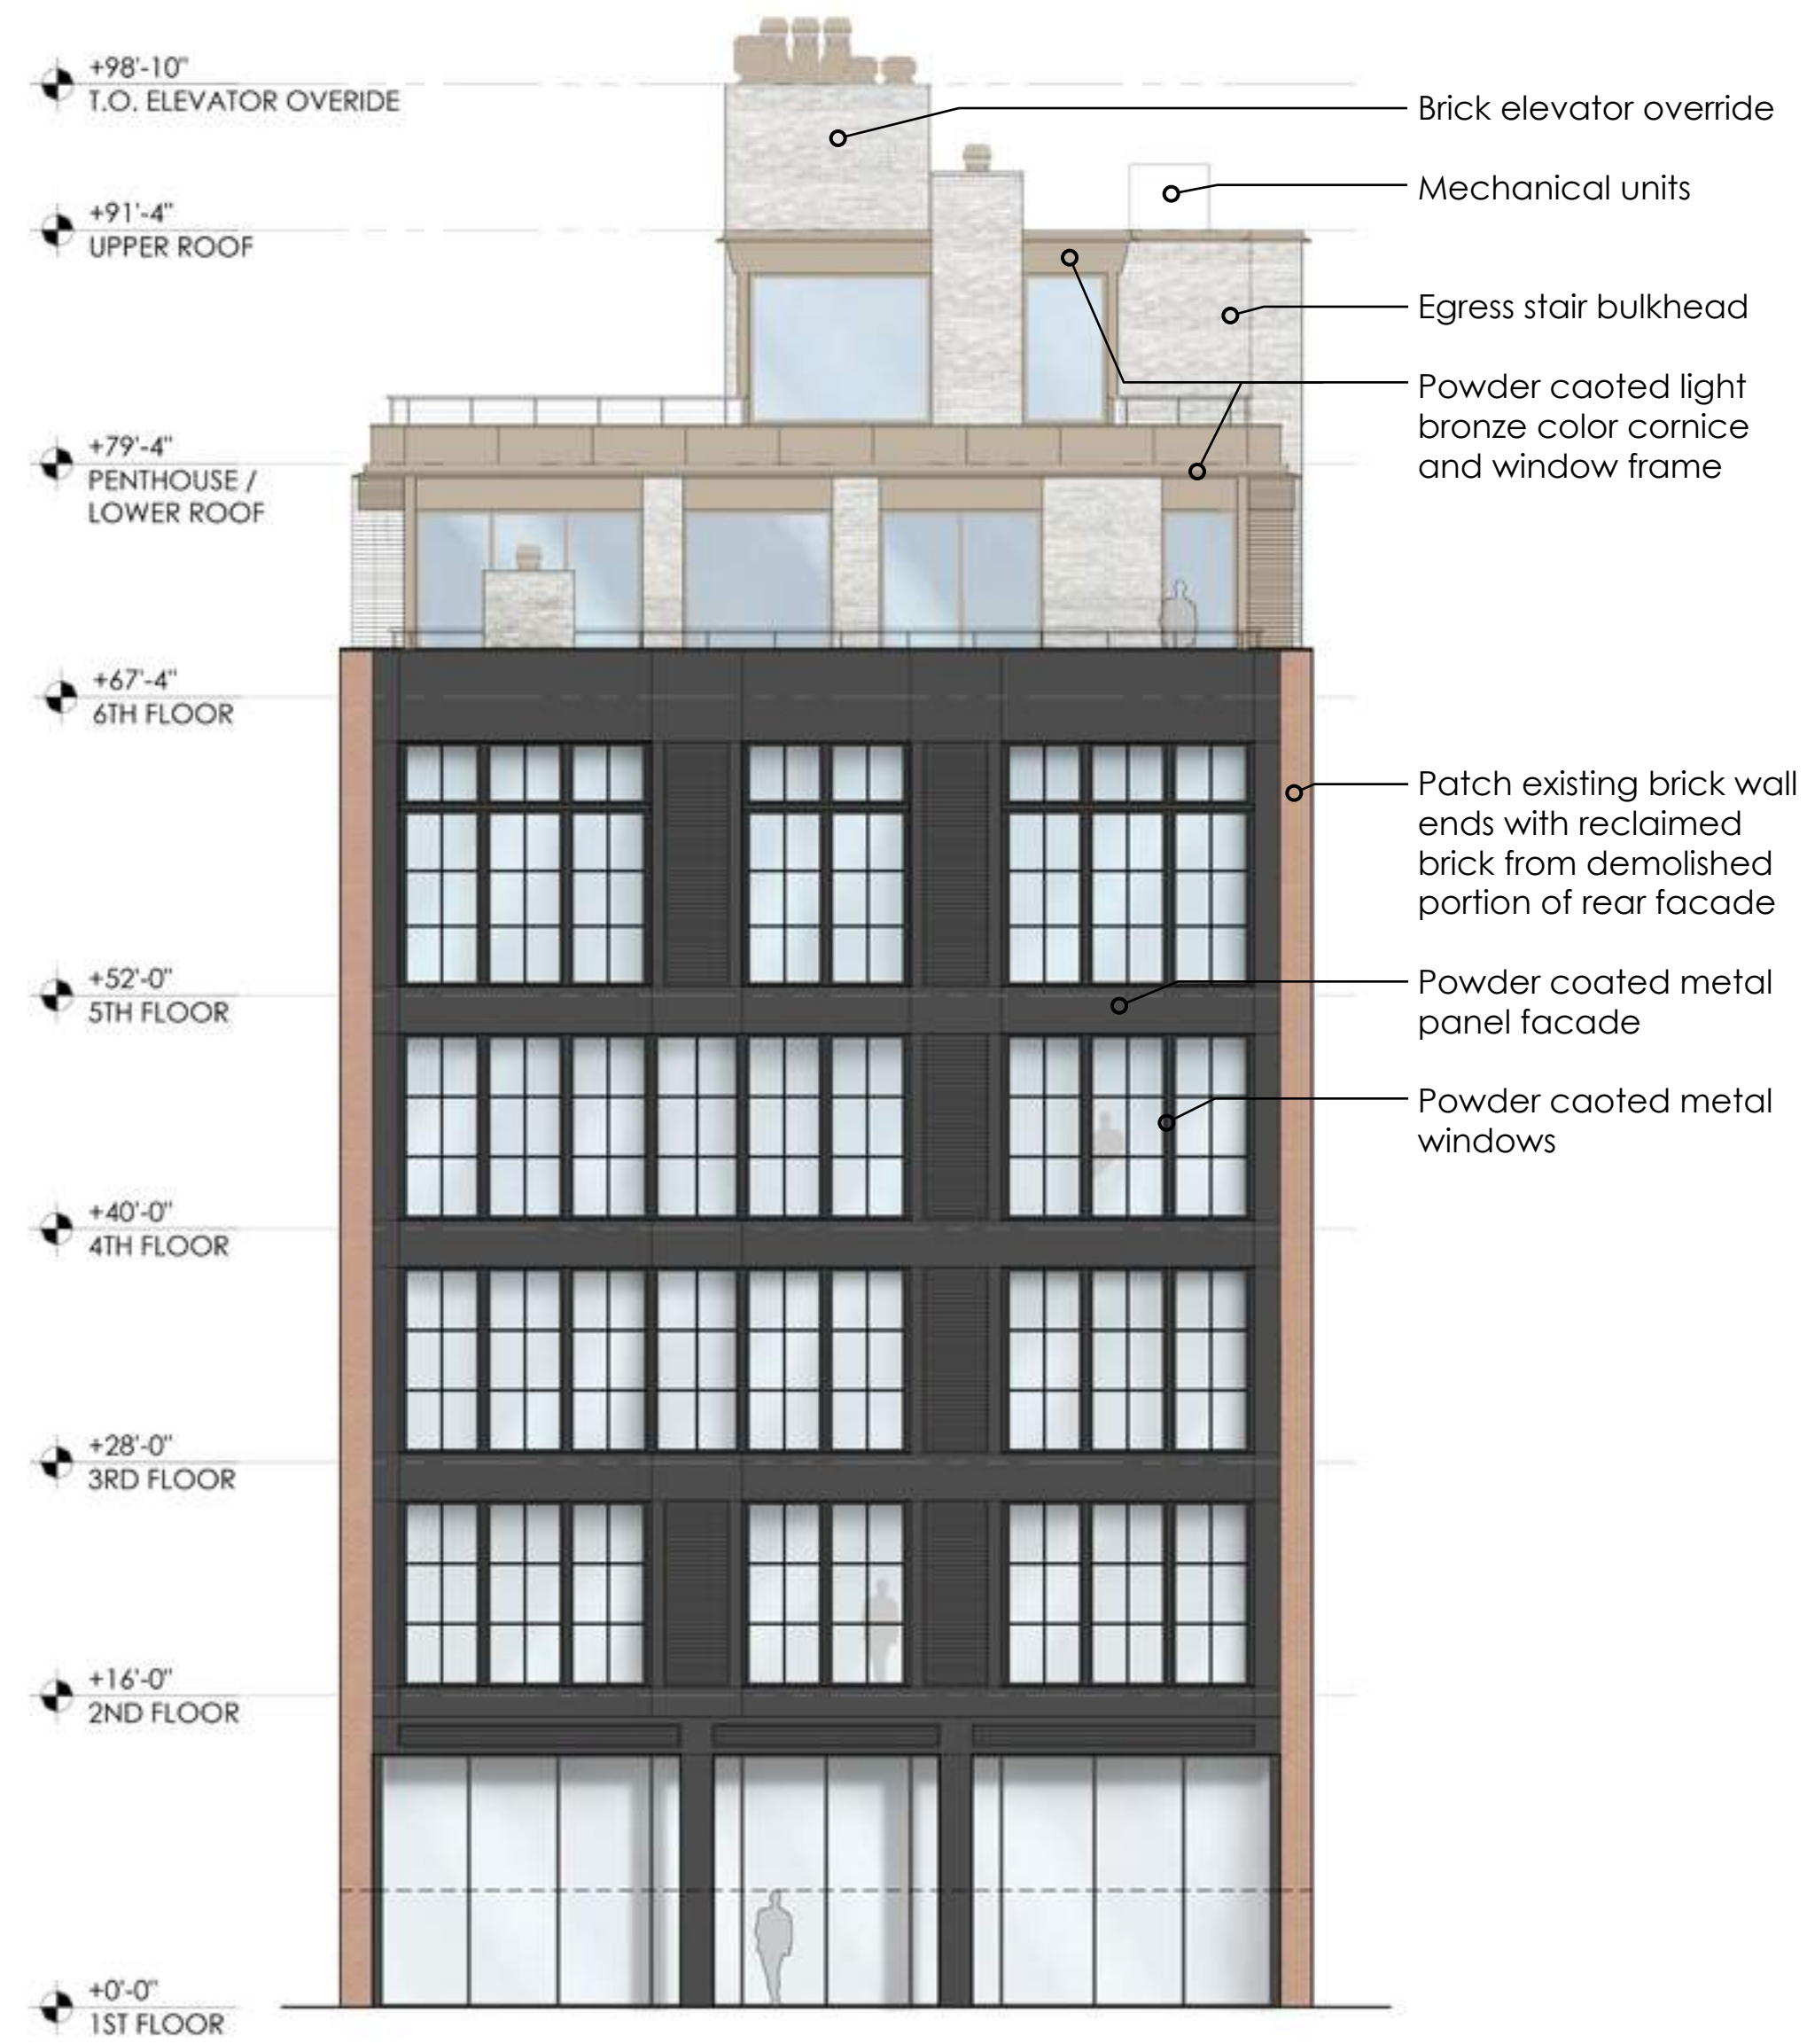 +98'-10"
T.O. ELEVATOR OVERIDE
+91'-4"
UPPER ROOF
+79'-4"
PENTHOUSE /
LOWER ROOF
+67'-4"
6TH FLOOR
+52'-0"
5TH FLOOR
+40'-0"
4TH FLOOR
+28'-0"
3RD FLOOR
+16'-0"
2ND FLOOR
+0'-0"
1ST FLOOR
Brick elevator override
Mechanical units
Egress stair bulkhead
Powder caoted light
bronze color cornice
and window frame
Patch existing brick wall
ends with reclaimed
brick from demolished
portion of rear facade
Powder coated metal
panel facade
Powder caoted metal
windows